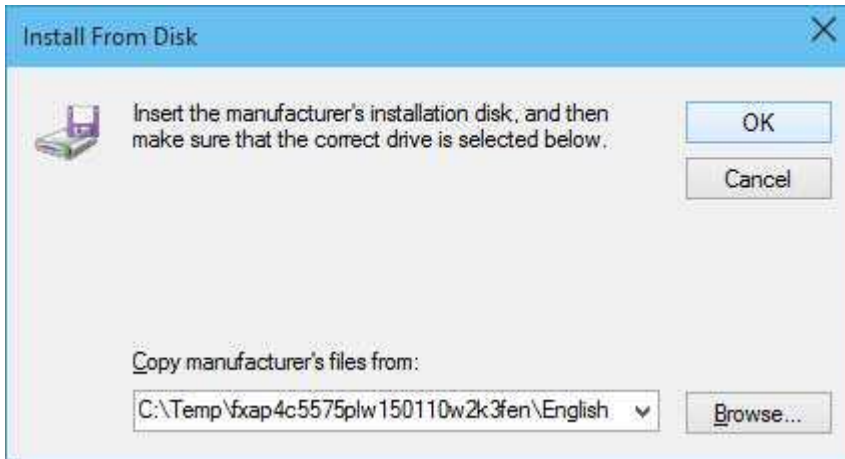 Install From Disk
Insert the manufacturer's installation disk, and then
make sure that the correct drive is selected below.
OK
Cancel
Copy manufacturer's files from:
C:\Temp\fxap4c5575plw150110w2k3fen\English
Browse...